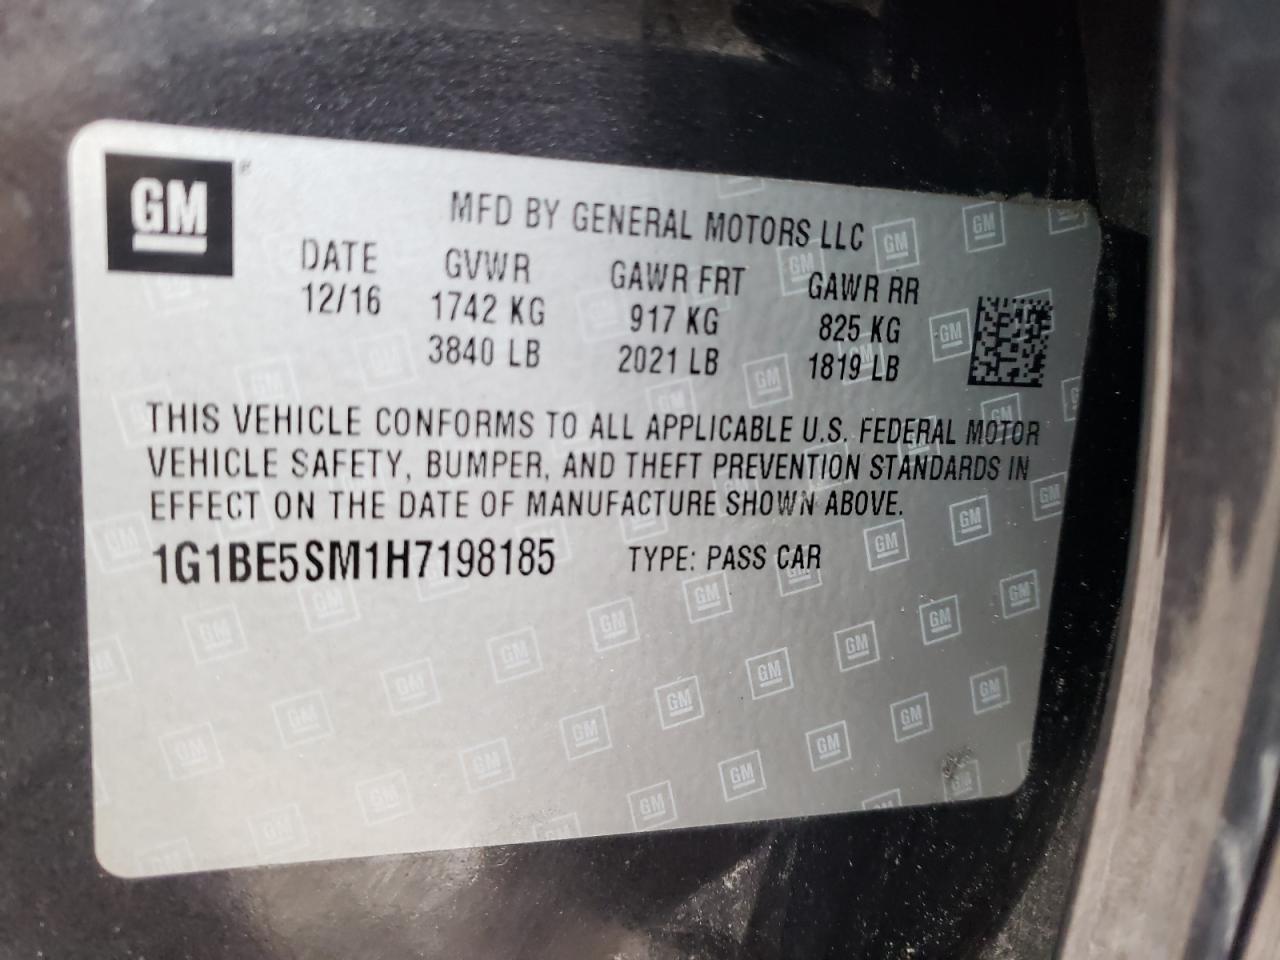 GM
MFD BY GENERAL MOTORS LLC
DATE GVWR GAWR FRT GAWR RR
12/16 1742 KG 917 KG 825 KG
3840 LB 2021 LB 1819 LB
THIS VEHICLE CONFORMS TO ALL APPLICABLE U.S. FEDERAL MOTOR
VEHICLE SAFETY, BUMPER, AND THEFT PREVENTION STANDARDS IN
EFFECT ON THE DATE OF MANUFACTURE SHOWN ABOVE.
1G1BE5SM1H7198185 TYPE: PASS CAR